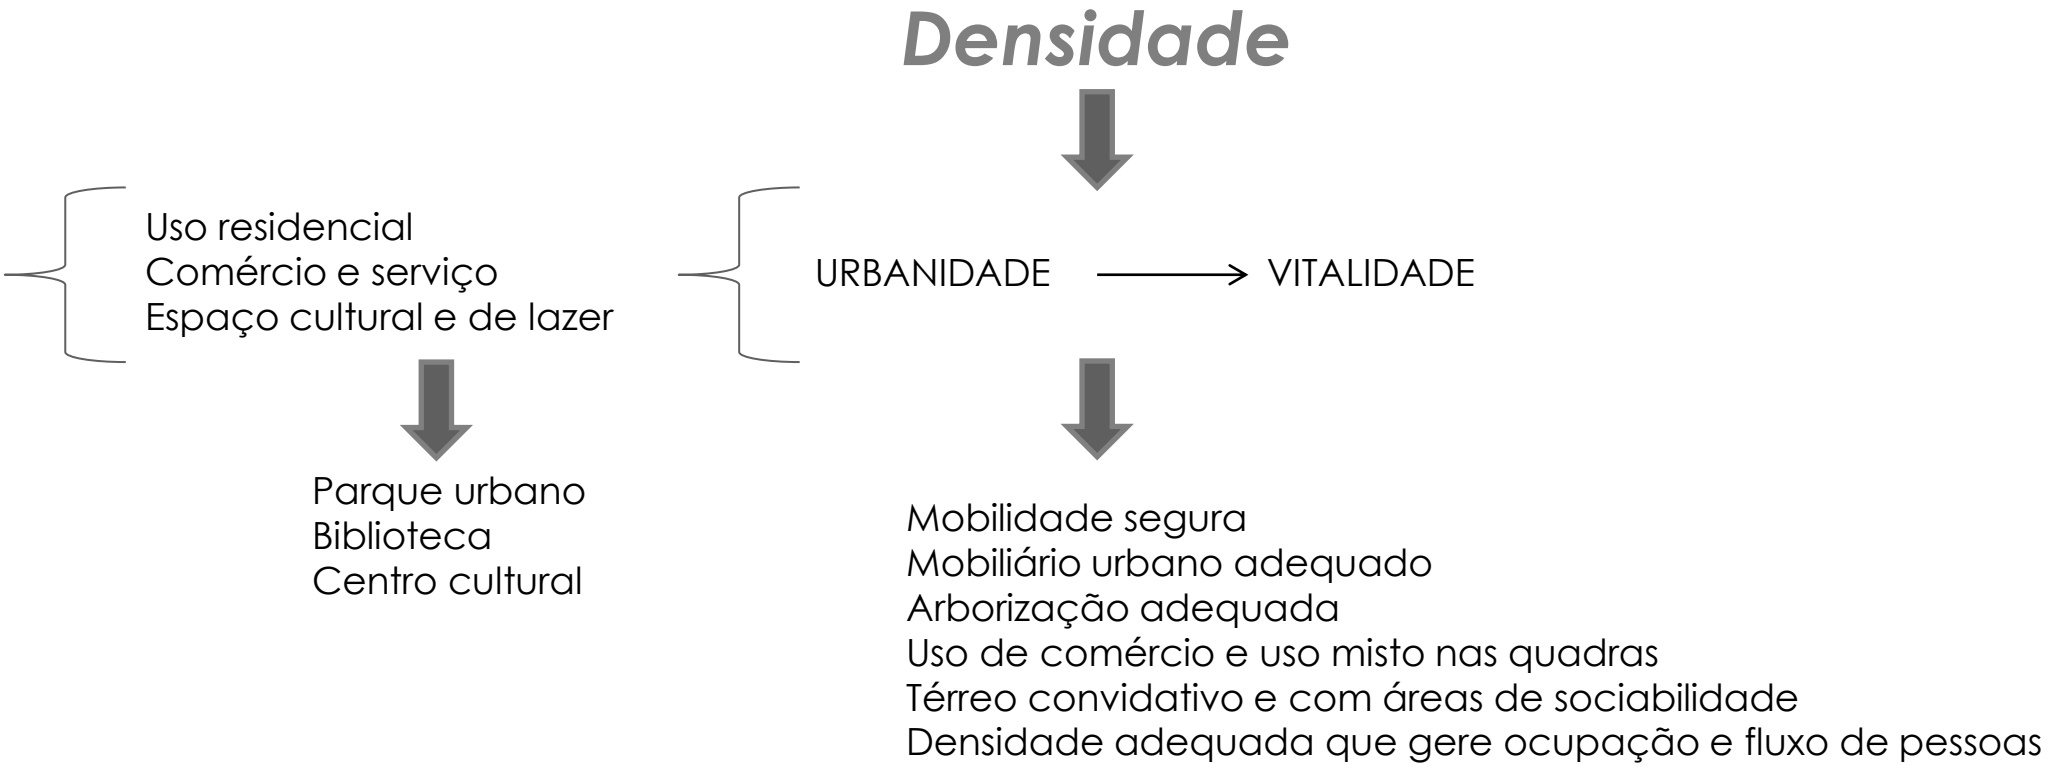 Densidade
Uso residencial
Comércio e serviço
Espaço cultural e de lazer
URBANIDADE
VITALIDADE
Parque urbano
Biblioteca
Centro cultural
Mobilidade segura
Mobiliário urbano adequado
Arborização adequada
Uso de comércio e uso misto nas quadras
Térreo convidativo e com áreas de sociabilidade
Densidade adequada que gere ocupação e fluxo de pessoas